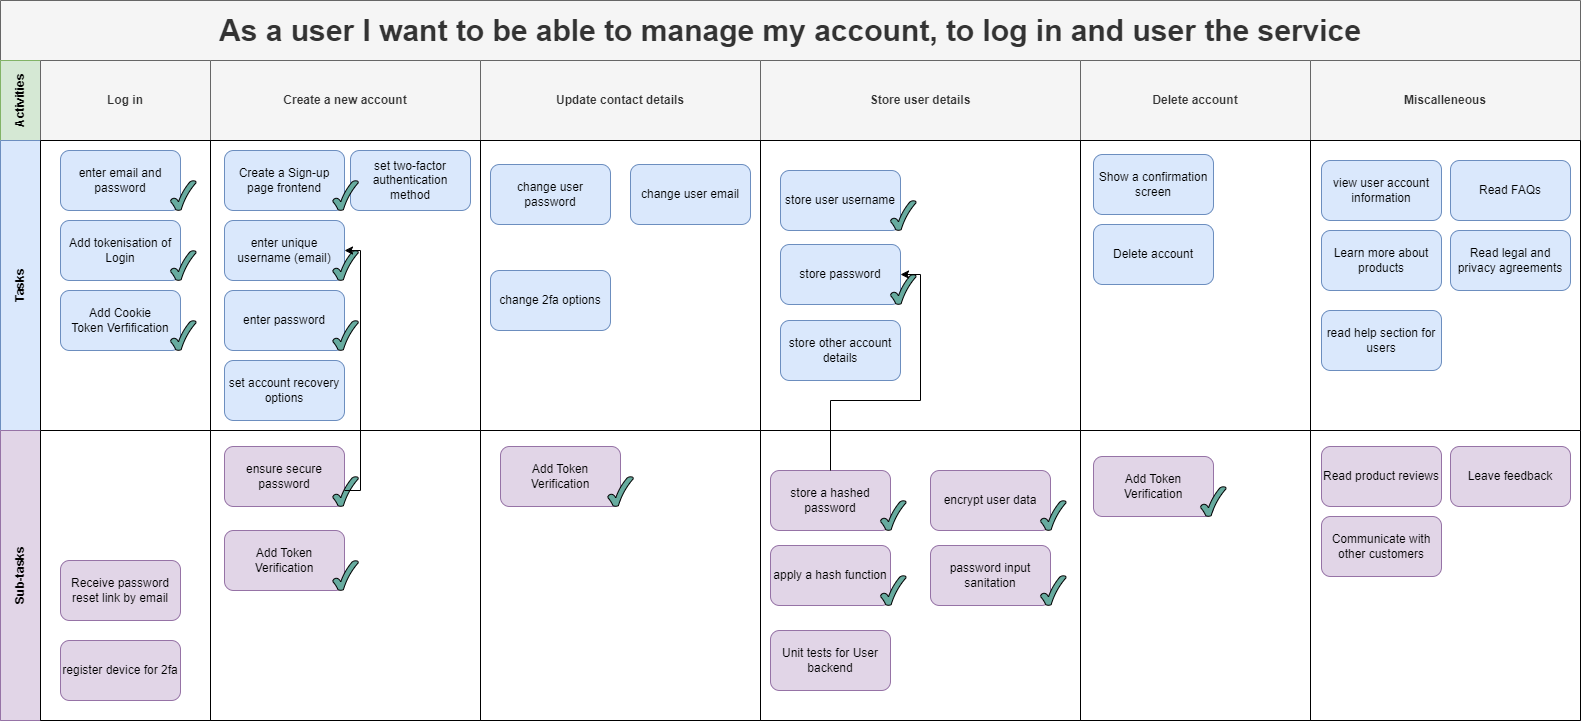 As a user I want to be able to manage my account, to log in and user the service
Activities
Log in
Create a new account
Update contact details
Store user details
Delete account
Miscalleneous
Tasks
enter email and
password
Add tokenisation of
Login
Add Cookie
Token Verfification
Create a Sign-up
page frontend
set two-factor
authentication
method
enter unique
username (email)
enter password
set account recovery
options
change user
password
change user email
change 2fa options
store user username
store password
store other account
details
Show a confirmation
screen
Delete account
view user account
information
Read FAQs
Learn more about
products
Read legal and
privacy agreements
read help section for
users
Sub-tasks
Receive password
reset link by email
register device for 2fa
ensure secure
password
Add Token
Verification
Add Token
Verification
store a hashed
password
encrypt user data
apply a hash function
password input
sanitation
Unit tests for User
backend
Add Token
Verification
Read product reviews
Leave feedback
Communicate with
other customers